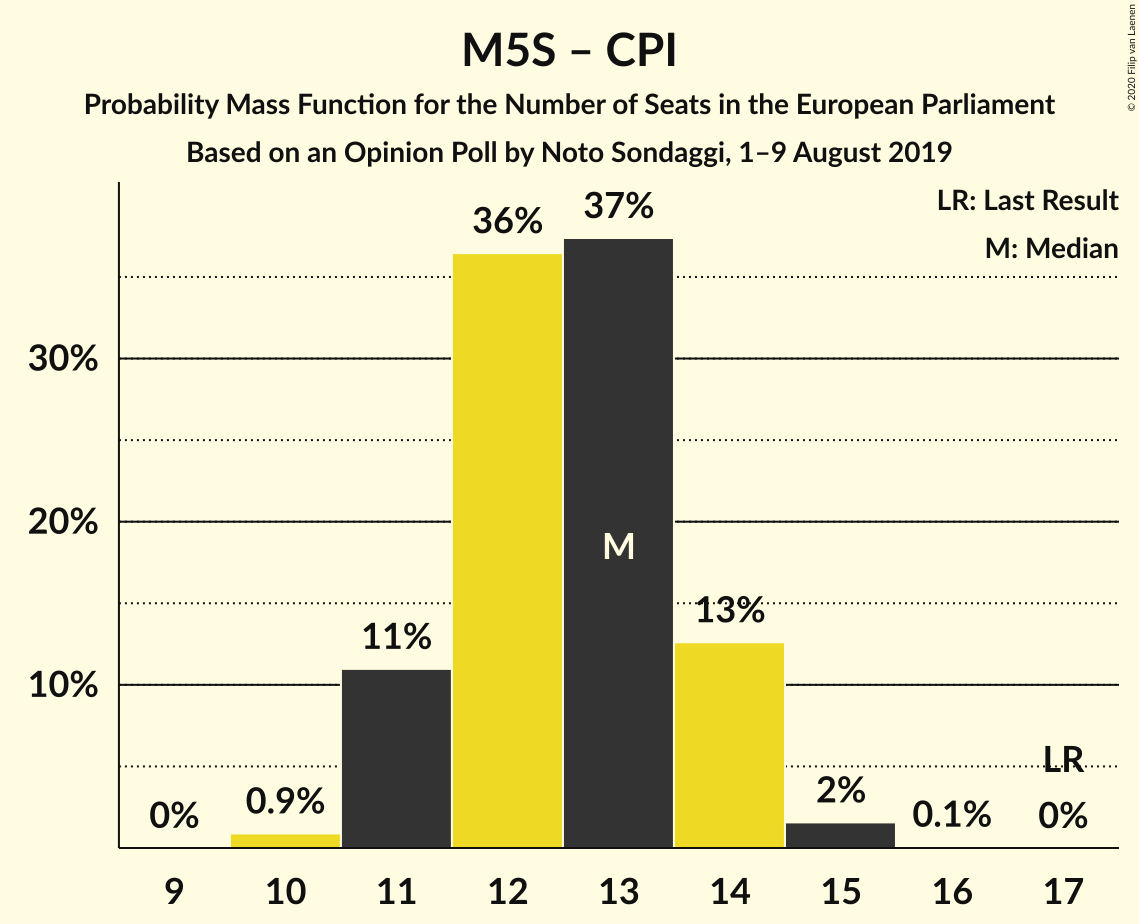 M5S – CPI
Probability Mass Function for the Number of Seats in the European Parliament
Based on an Opinion Poll by Noto Sondaggi, 1–9 August 2019
© 2020 Filip van Laenen
LR: Last Result
M: Median
36%
37%
30%
20%
M
13%
11%
10%
LR
0%
0.9%
2%
0.1%
0%
9 10 11 12 13 14 15 16 17